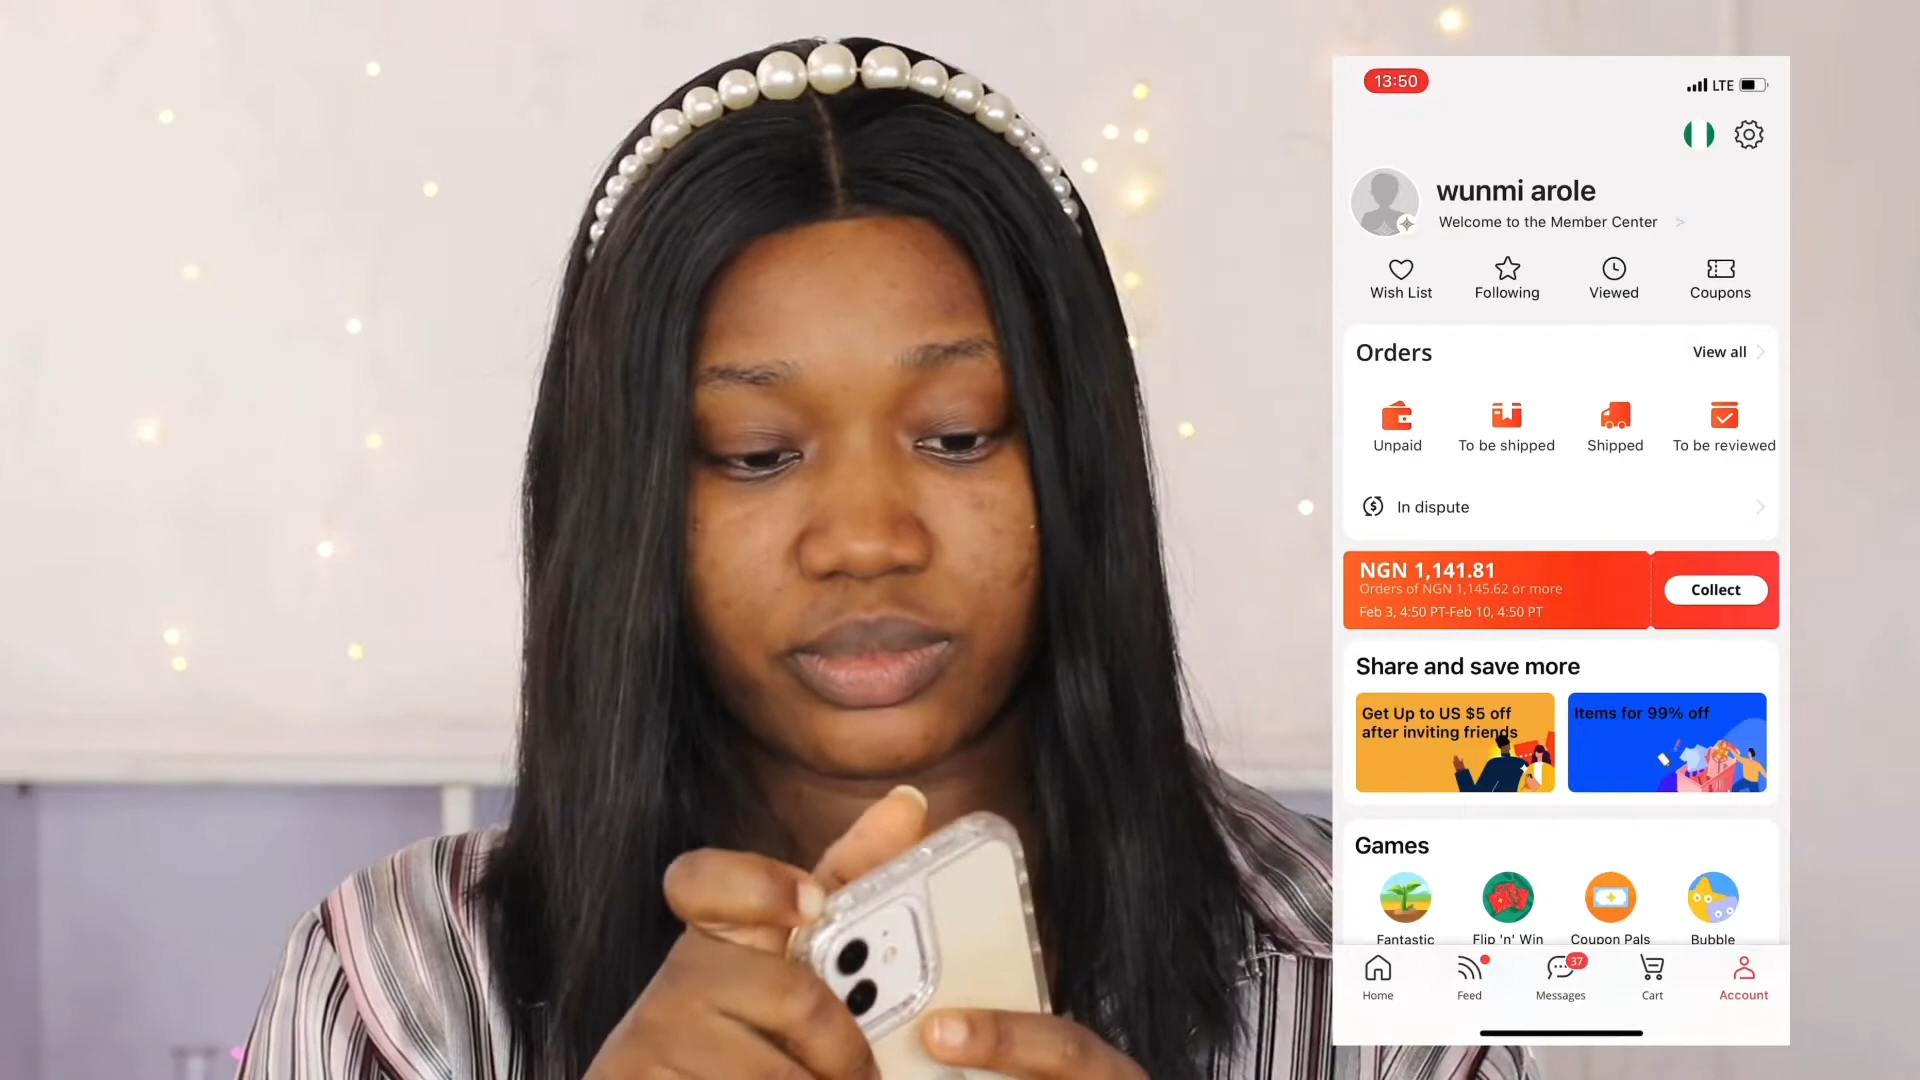 13:50
LTE
wunmi arole
Welcome to the Member Center >
Wish List
Following
Viewed
Coupons
Orders
View all
Unpaid
To be shipped
Shipped
To be reviewed
In dispute
NGN 1,141.81
Orders of NGN 1,145.62 or more
Feb 3, 4:50 PT-Feb 10, 4:50 PT
Collect
Share and save more
Get Up to US $5 off
after inviting friends
Items for 99% off
Games
Fantastic
Flip 'n' Win
Coupon Pals
Bubble
37
Home
Feed
Messages
Cart
Account